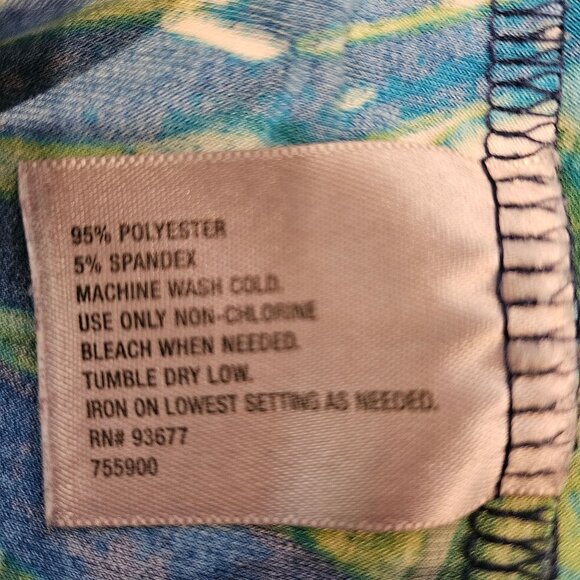 95% POLYESTER
5% SPANDEX
MACHINE WASH COLD.
USE ONLY NON-CHLORINE
BLEACH WHEN NEEDED.
TUMBLE DRY LOW.
IRON ON LOWEST SETTING AS NEEDED.
RN# 93677
755900